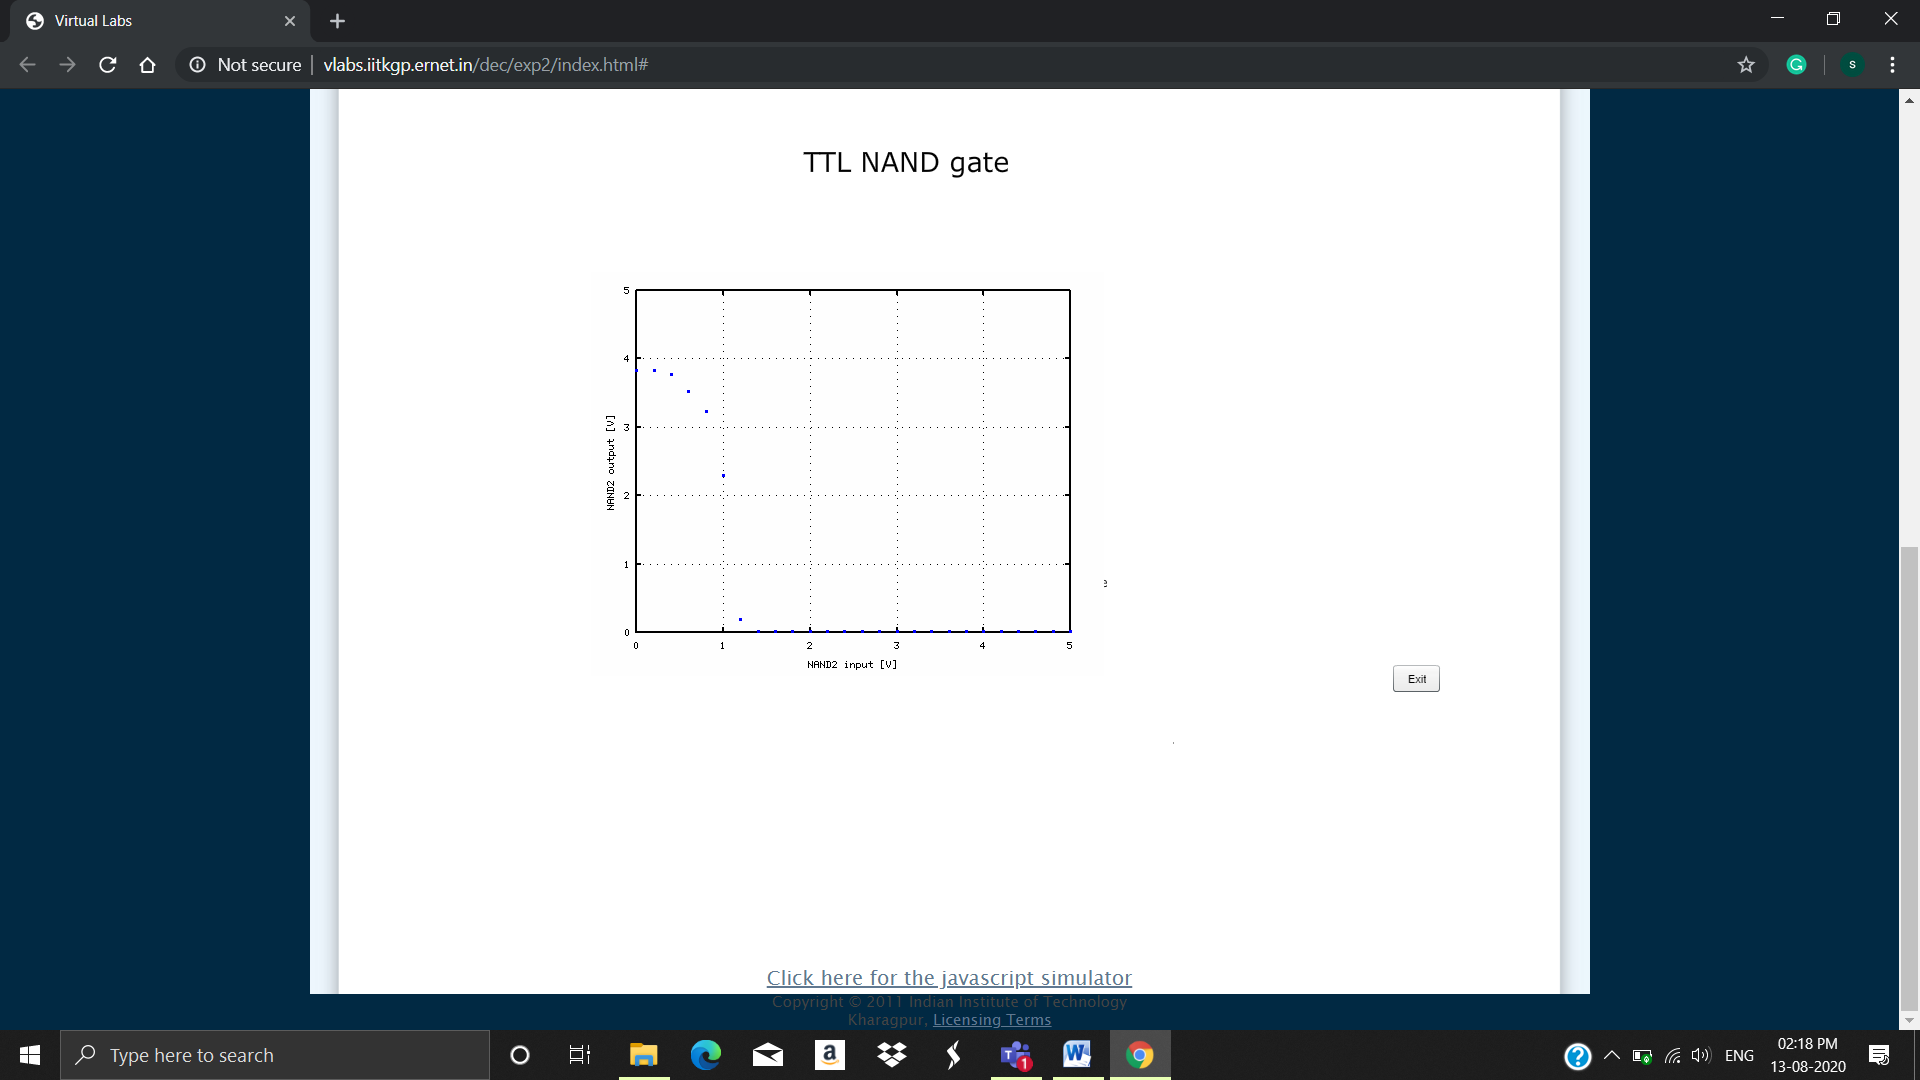 Virtual Labs
Not secure | vlabs.iitkgp.ernet.in/dec/exp2/index.html#
S
TTL NAND gate
5
4
3
2
1
0
NAND2 output [V]
0 1 2 3 4 5
NAND2 input [V]
e
Exit
Click here for the javascript simulator
Copyright © 2011 Indian Institute of Technology
Kharagpur, Licensing Terms
Type here to search
a
1
W
ENG
02:18 PM
13-08-2020